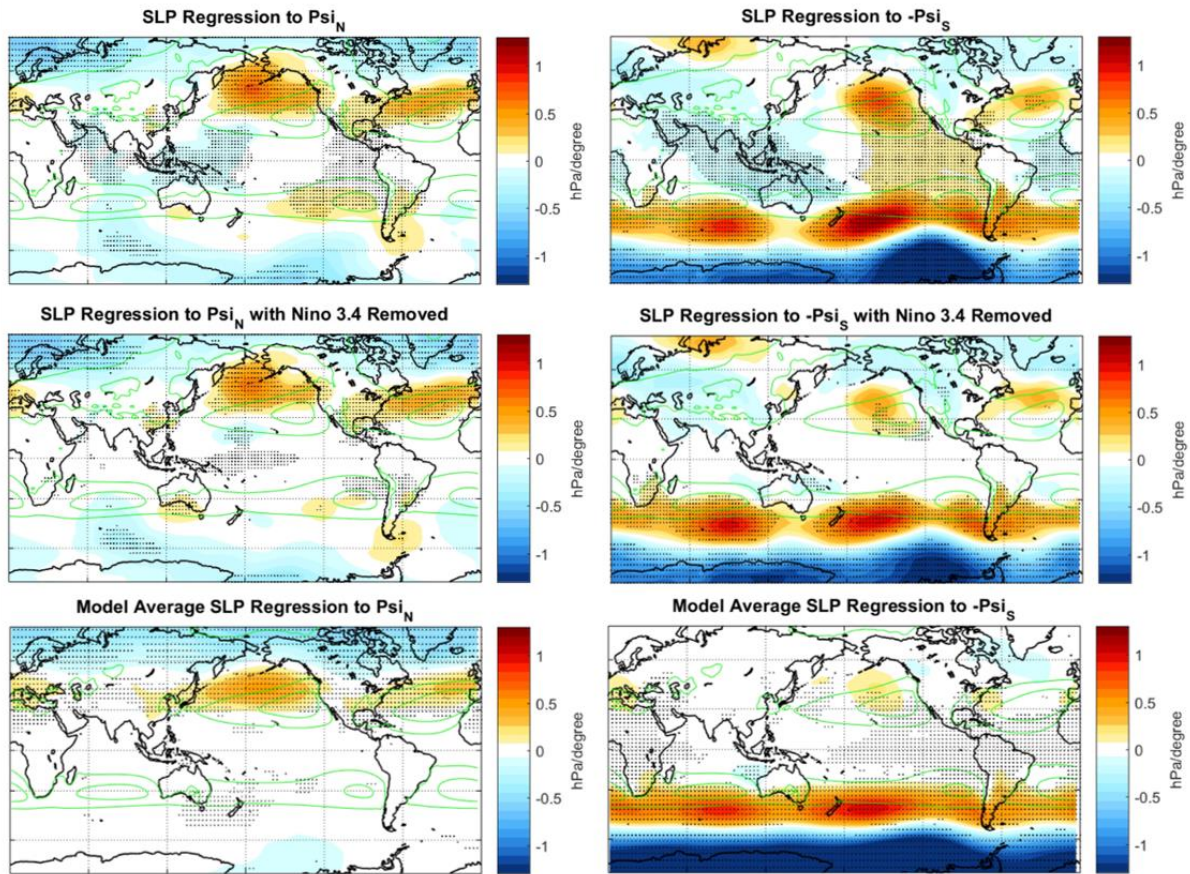 SLP Regression to Psi_N
SLP Regression to -Psi_S
1
0.5
0
-0.5
-1
hPa/degree
1
0.5
0
-0.5
-1
hPa/degree
SLP Regression to Psi_N with Nino 3.4 Removed
SLP Regression to -Psi_S with Nino 3.4 Removed
1
0.5
0
-0.5
-1
hPa/degree
1
0.5
0
-0.5
-1
hPa/degree
Model Average SLP Regression to Psi_N
Model Average SLP Regression to -Psi_S
1
0.5
0
-0.5
-1
hPa/degree
1
0.5
0
-0.5
-1
hPa/degree